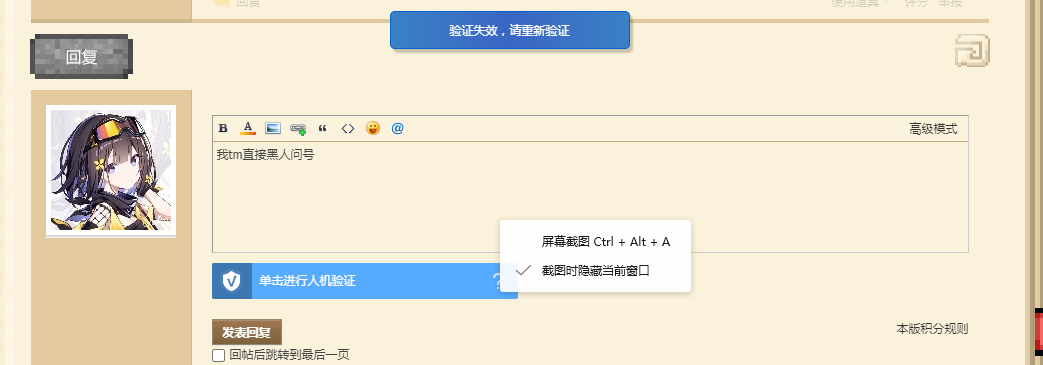 回复
使用道具 评分 举报
验证失效，请重新验证
回复
B A “ <> @ 高级模式
我tm直接黑人问号
屏幕截图 Ctrl + Alt + A
截图时隐藏当前窗口
单击进行人机验证 ?
发表回复 本版积分规则
回帖后跳转到最后一页